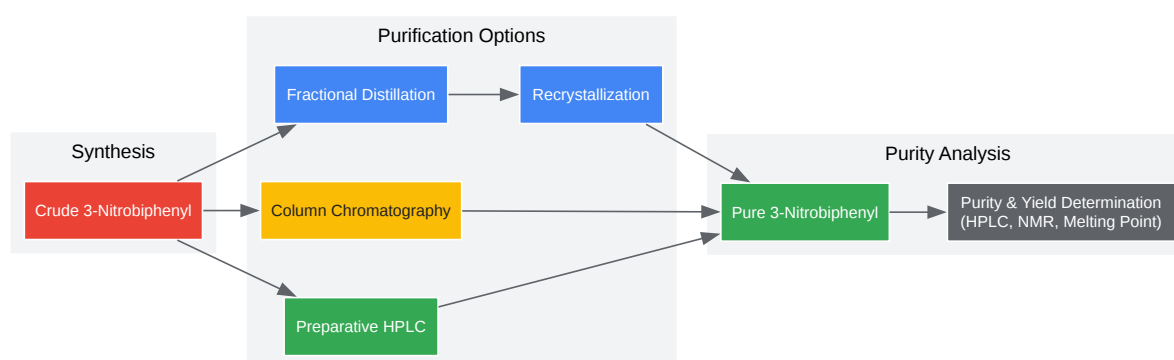 Purification Options
Fractional Distillation
Recrystallization
Synthesis
Purity Analysis
Crude 3-Nitrobiphenyl
Column Chromatography
Pure 3-Nitrobiphenyl
Purity & Yield Determination
(HPLC, NMR, Melting Point)
Preparative HPLC